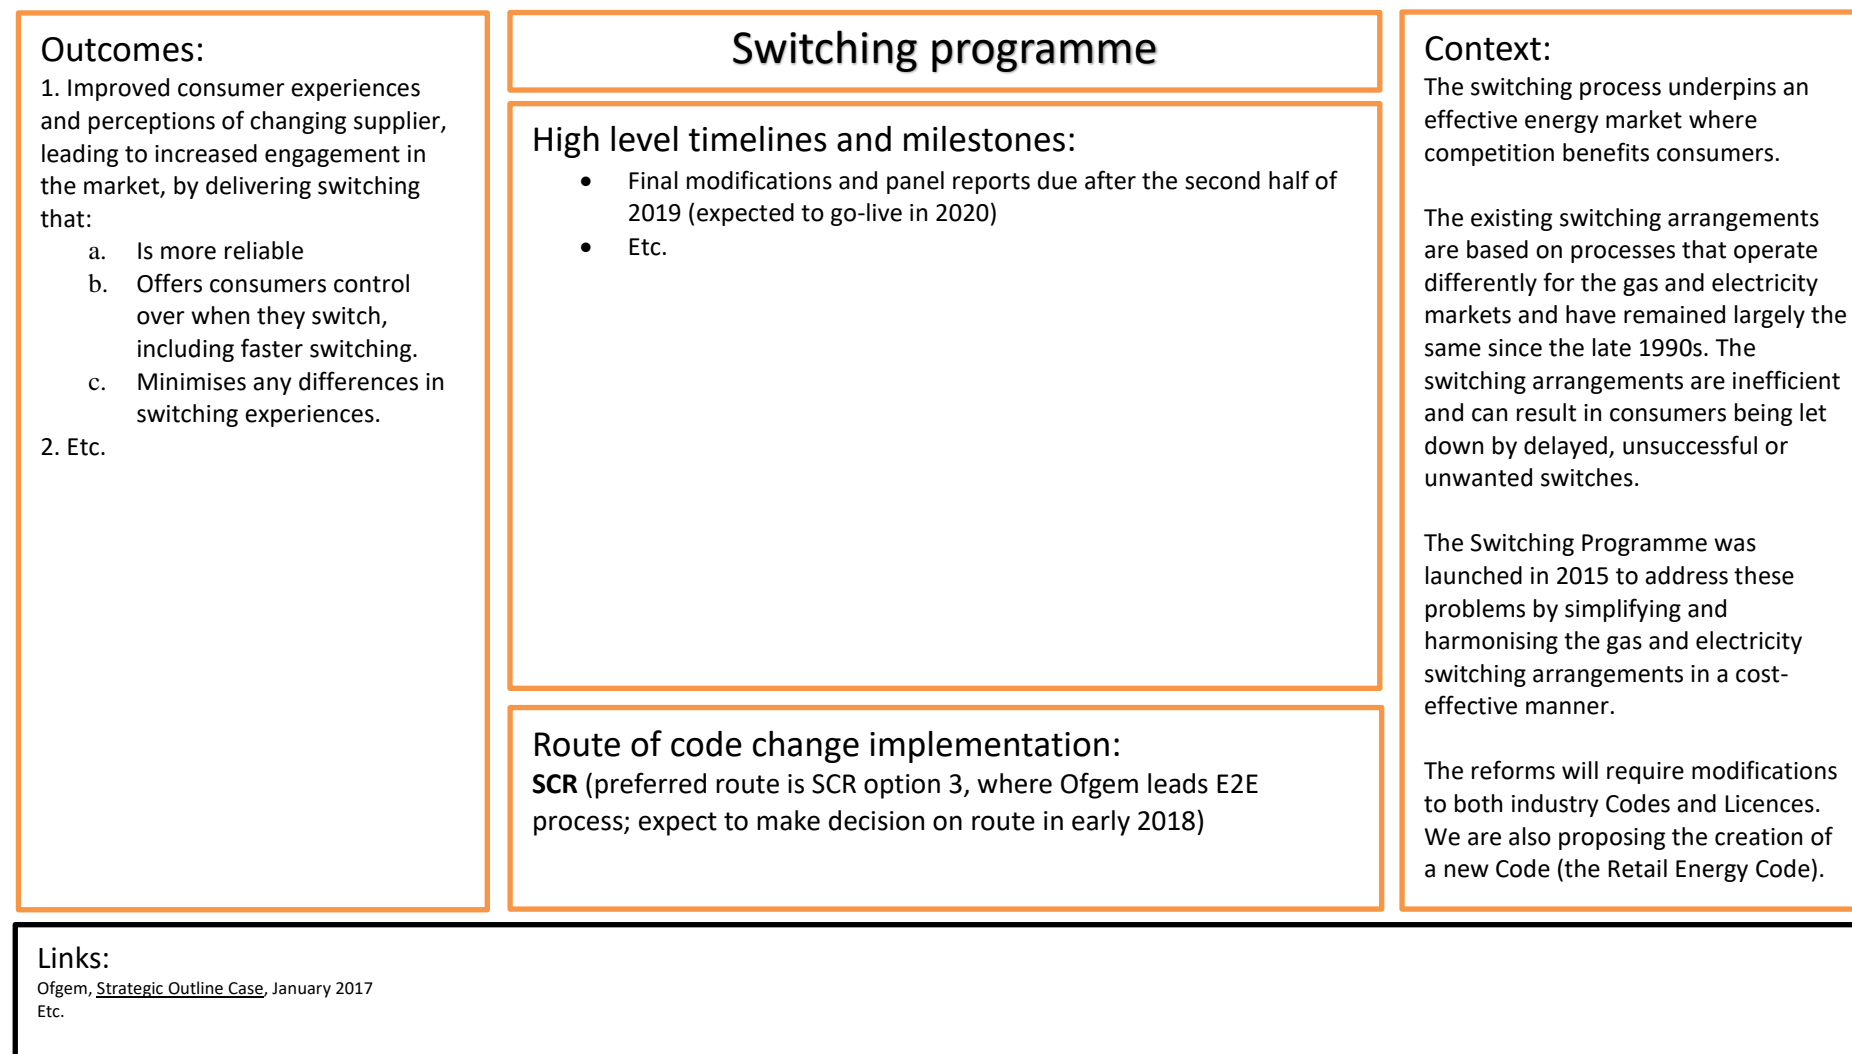 Outcomes:
1. Improved consumer experiences
and perceptions of changing supplier,
leading to increased engagement in
the market, by delivering switching
that:
a. Is more reliable
b. Offers consumers control
over when they switch,
including faster switching.
c. Minimises any differences in
switching experiences.
2. Etc.
Switching programme
High level timelines and milestones:
• Final modifications and panel reports due after the second half of
2019 (expected to go-live in 2020)
• Etc.
Route of code change implementation:
SCR (preferred route is SCR option 3, where Ofgem leads E2E
process; expect to make decision on route in early 2018)
Context:
The switching process underpins an
effective energy market where
competition benefits consumers.
The existing switching arrangements
are based on processes that operate
differently for the gas and electricity
markets and have remained largely the
same since the late 1990s. The
switching arrangements are inefficient
and can result in consumers being let
down by delayed, unsuccessful or
unwanted switches.
The Switching Programme was
launched in 2015 to address these
problems by simplifying and
harmonising the gas and electricity
switching arrangements in a cost-
effective manner.
The reforms will require modifications
to both industry Codes and Licences.
We are also proposing the creation of
a new Code (the Retail Energy Code).
Links:
Ofgem, Strategic Outline Case, January 2017
Etc.